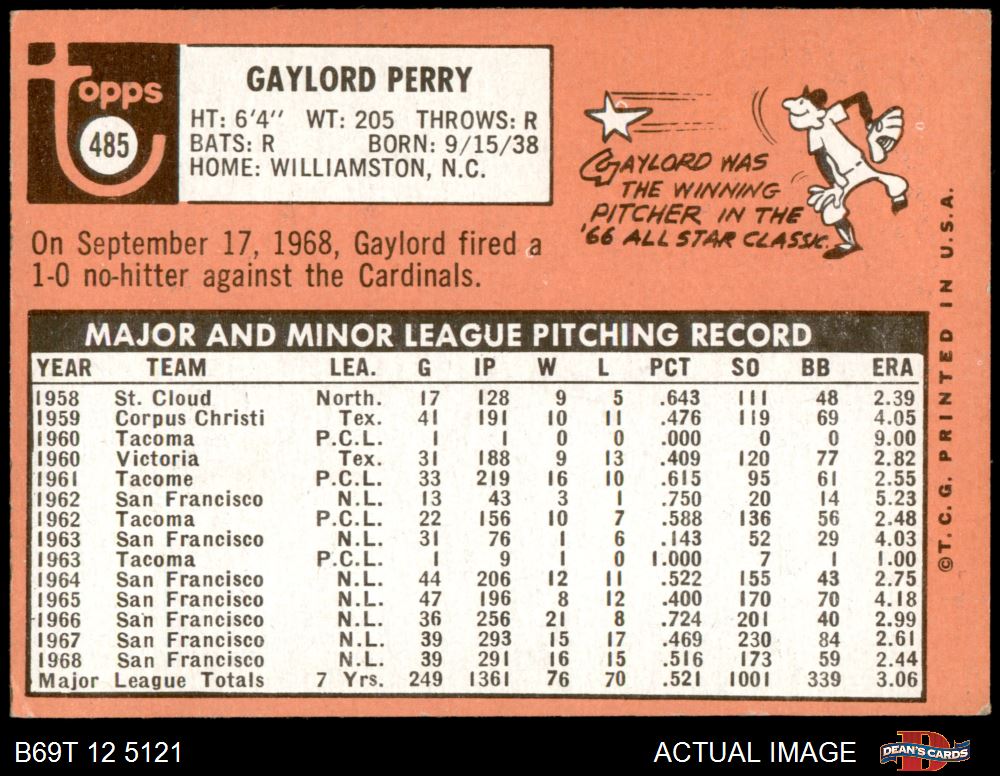 Topps
485
GAYLORD PERRY
HT: 6'4" WT: 205 THROWS: R
BATS: R BORN: 9/15/38
HOME: WILLIAMSTON, N.C.
GAYLORD WAS
THE WINNING
PITCHER IN THE
'66 ALL STAR CLASSIC.
On September 17, 1968, Gaylord fired a
1-0 no-hitter against the Cardinals.
MAJOR AND MINOR LEAGUE PITCHING RECORD
YEAR TEAM LEA. G IP W L PCT SO BB ERA
1958 St. Cloud North. 17 128 9 5 .643 111 48 2.39
1959 Corpus Christi Tex. 41 191 10 11 .476 119 69 4.05
1960 Tacoma P.C.L. 1 1 0 0 .000 0 0 9.00
1960 Victoria Tex. 31 188 9 13 .409 120 77 2.82
1961 Tacome P.C.L. 33 219 16 10 .615 95 61 2.55
1962 San Francisco N.L. 13 43 3 1 .750 20 14 5.23
1962 Tacoma P.C.L. 22 156 10 7 .588 136 56 2.48
1963 San Francisco N.L. 31 76 1 6 .143 52 29 4.03
1963 Tacoma P.C.L. 1 9 1 0 1.000 7 1 1.00
1964 San Francisco N.L. 44 206 12 11 .522 155 43 2.75
1965 San Francisco N.L. 47 196 8 12 .400 170 70 4.18
1966 San Francisco N.L. 36 256 21 8 .724 201 40 2.99
1967 San Francisco N.L. 39 293 15 17 .469 230 84 2.61
1968 San Francisco N.L. 39 291 16 15 .516 173 59 2.44
Major League Totals 7 Yrs. 249 1361 76 70 .521 1001 339 3.06
©T.C.G. PRINTED IN U.S.A.
B69T 12 5121
ACTUAL IMAGE
D
DEAN'S CARDS